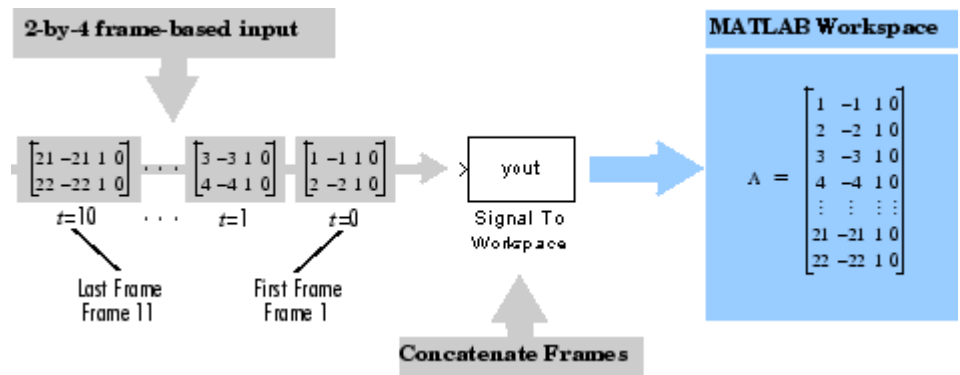 2-by-4 frame-based input
MATLAB Workspace
[21 -21 1 0] . . . [3 -3 1 0] [1 -1 1 0]
[22 -22 1 0] [4 -4 1 0] [2 -2 1 0]
t=10 . . . t=1 t=0
Last Frame
Frame 11
First Frame
Frame 1
> yout
Signal To
Workspace
Concatenate Frames
1 -1 1 0
2 -2 1 0
3 -3 1 0
A = 4 -4 1 0
⋮ ⋮ ⋮ ⋮
21 -21 1 0
22 -22 1 0